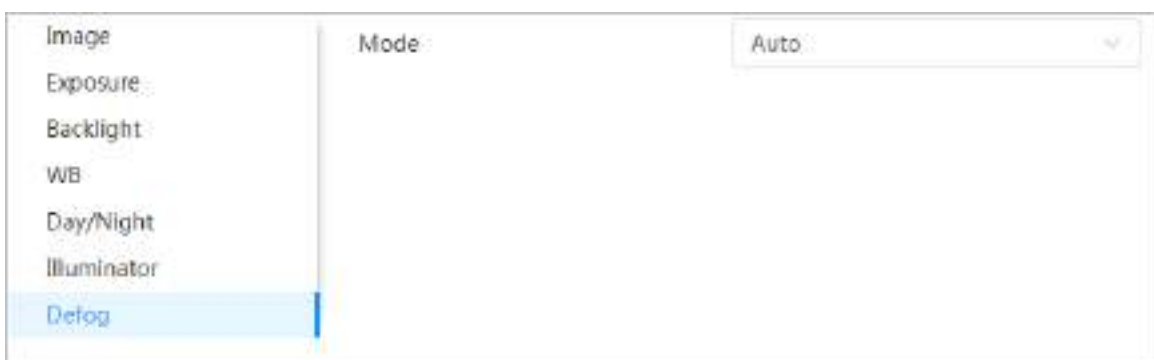 Image
Mode
Auto
Exposure
Backlight
WB
Day/Night
Illuminator
Defog